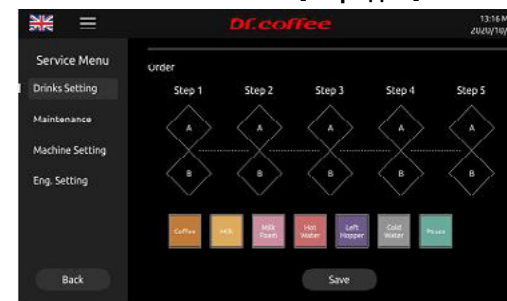 Dr.coffee
13:16
2020/10/
Service Menu
Order
Drinks Setting
Step 1 Step 2 Step 3 Step 4 Step 5
Maintenance
A A A A A
Machine Setting
B B B B B
Eng. Setting
Coffee Milk Milk Foam Hot Water Left Hopper Cold Water Pause
Back
Save